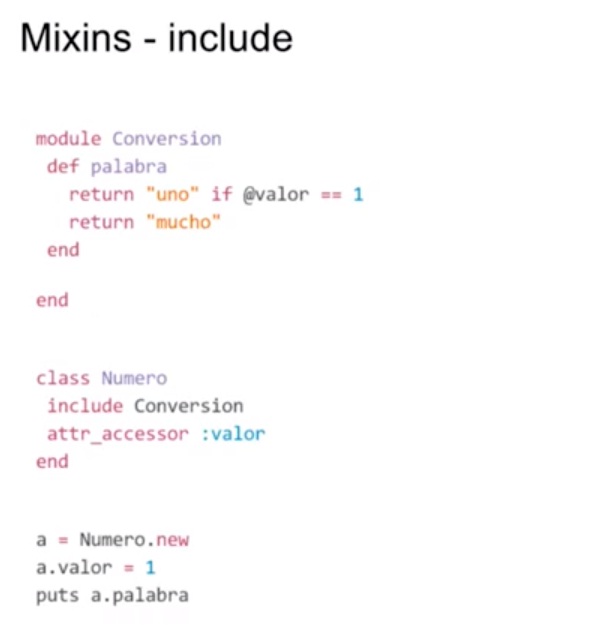 Mixins - include
module Conversion
def palabra
return "uno" if @valor == 1
return "mucho"
end
end
class Numero
include Conversion
attr_accessor :valor
end
a = Numero.new
a.valor = 1
puts a.palabra